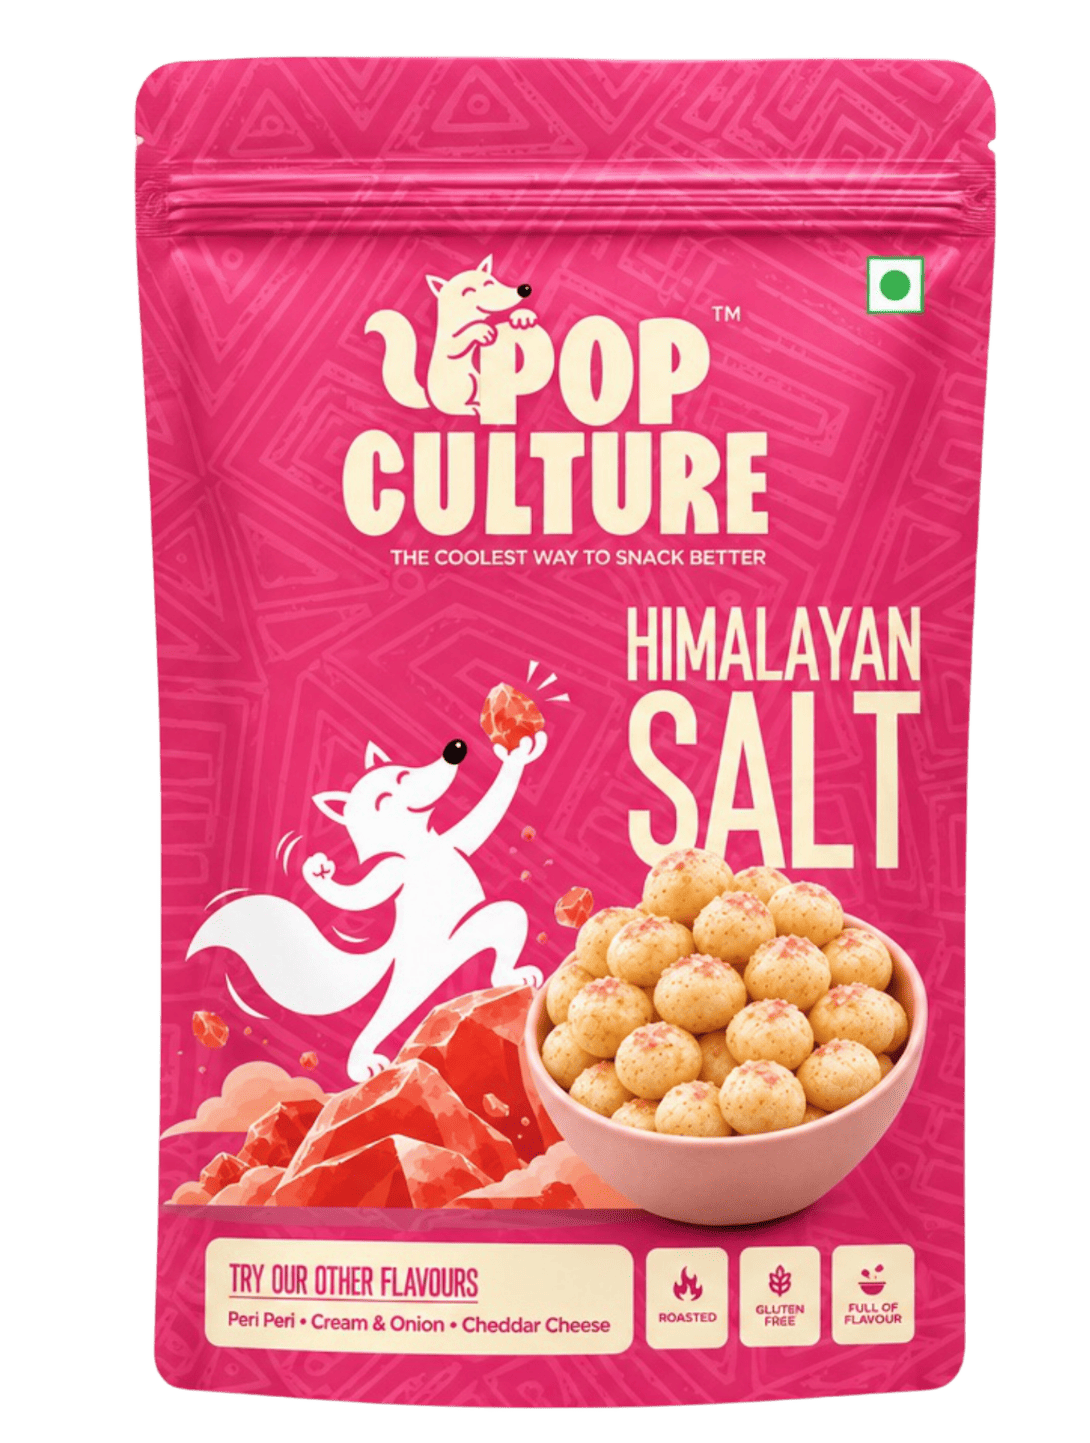 POP
™
CULTURE
THE COOLEST WAY TO SNACK BETTER
HIMALAYAN
SALT
TRY OUR OTHER FLAVOURS
Peri Peri • Cream & Onion • Cheddar Cheese
ROASTED
GLUTEN
FREE
FULL OF
FLAVOUR